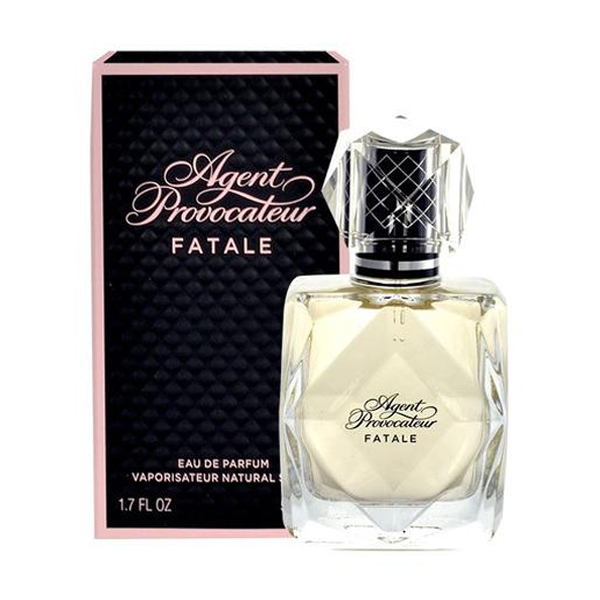 Agent
Provocateur
FATALE
EAU DE PARFUM
VAPORISATEUR NATURAL
1.7 FL OZ
Agent
Provocateur
FATALE